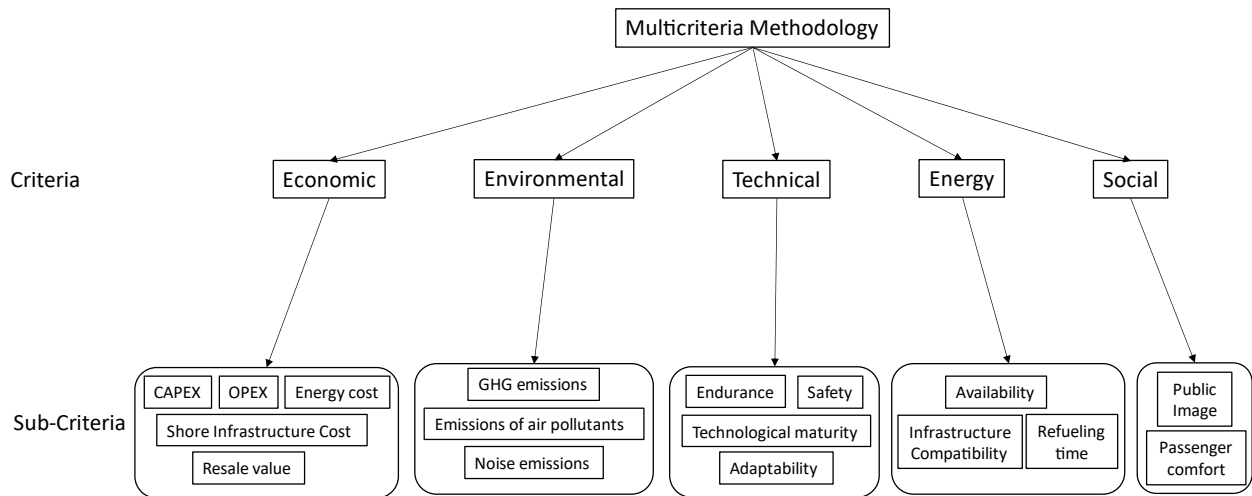 Multicriteria Methodology
Criteria
Economic
Environmental
Technical
Energy
Social
Sub-Criteria
CAPEX
OPEX
Energy cost
Shore Infrastructure Cost
Resale value
GHG emissions
Emissions of air pollutants
Noise emissions
Endurance
Safety
Technological maturity
Adaptability
Availability
Infrastructure
Compatibility
Refueling
time
Public
Image
Passenger
comfort